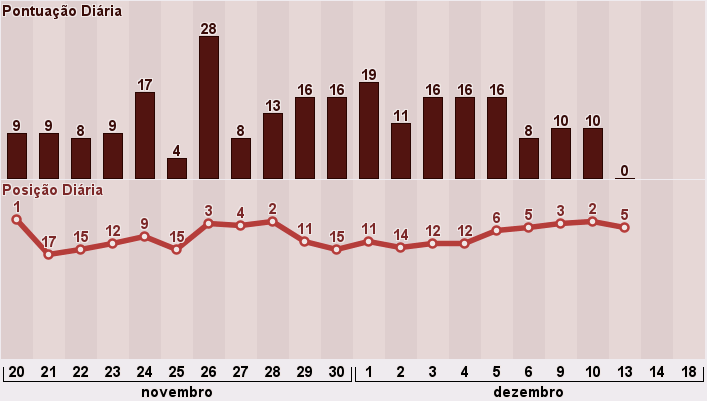 Pontuação Diária
9 9 8 9 17 4 28 8 13 16 16 19 11 16 16 16 8 10 10 0
Posição Diária
1 17 15 12 9 15 3 4 2 11 15 11 14 12 12 6 5 3 2 5
20 21 22 23 24 25 26 27 28 29 30 1 2 3 4 5 6 9 10 13 14 18
novembro dezembro